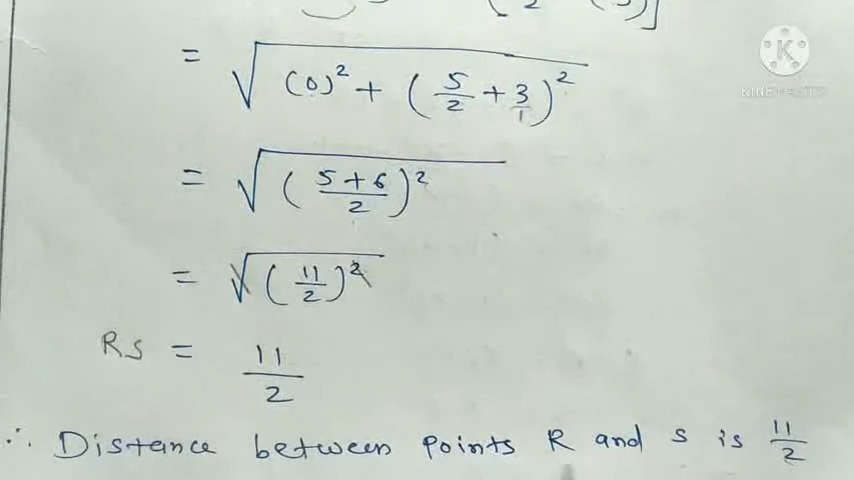 = √((0)² + (5/2 + 3/1)²)
= √((5+6)/2)²
= √(11/2)²
RS = 11/2
∴ Distance between points R and S is 11/2